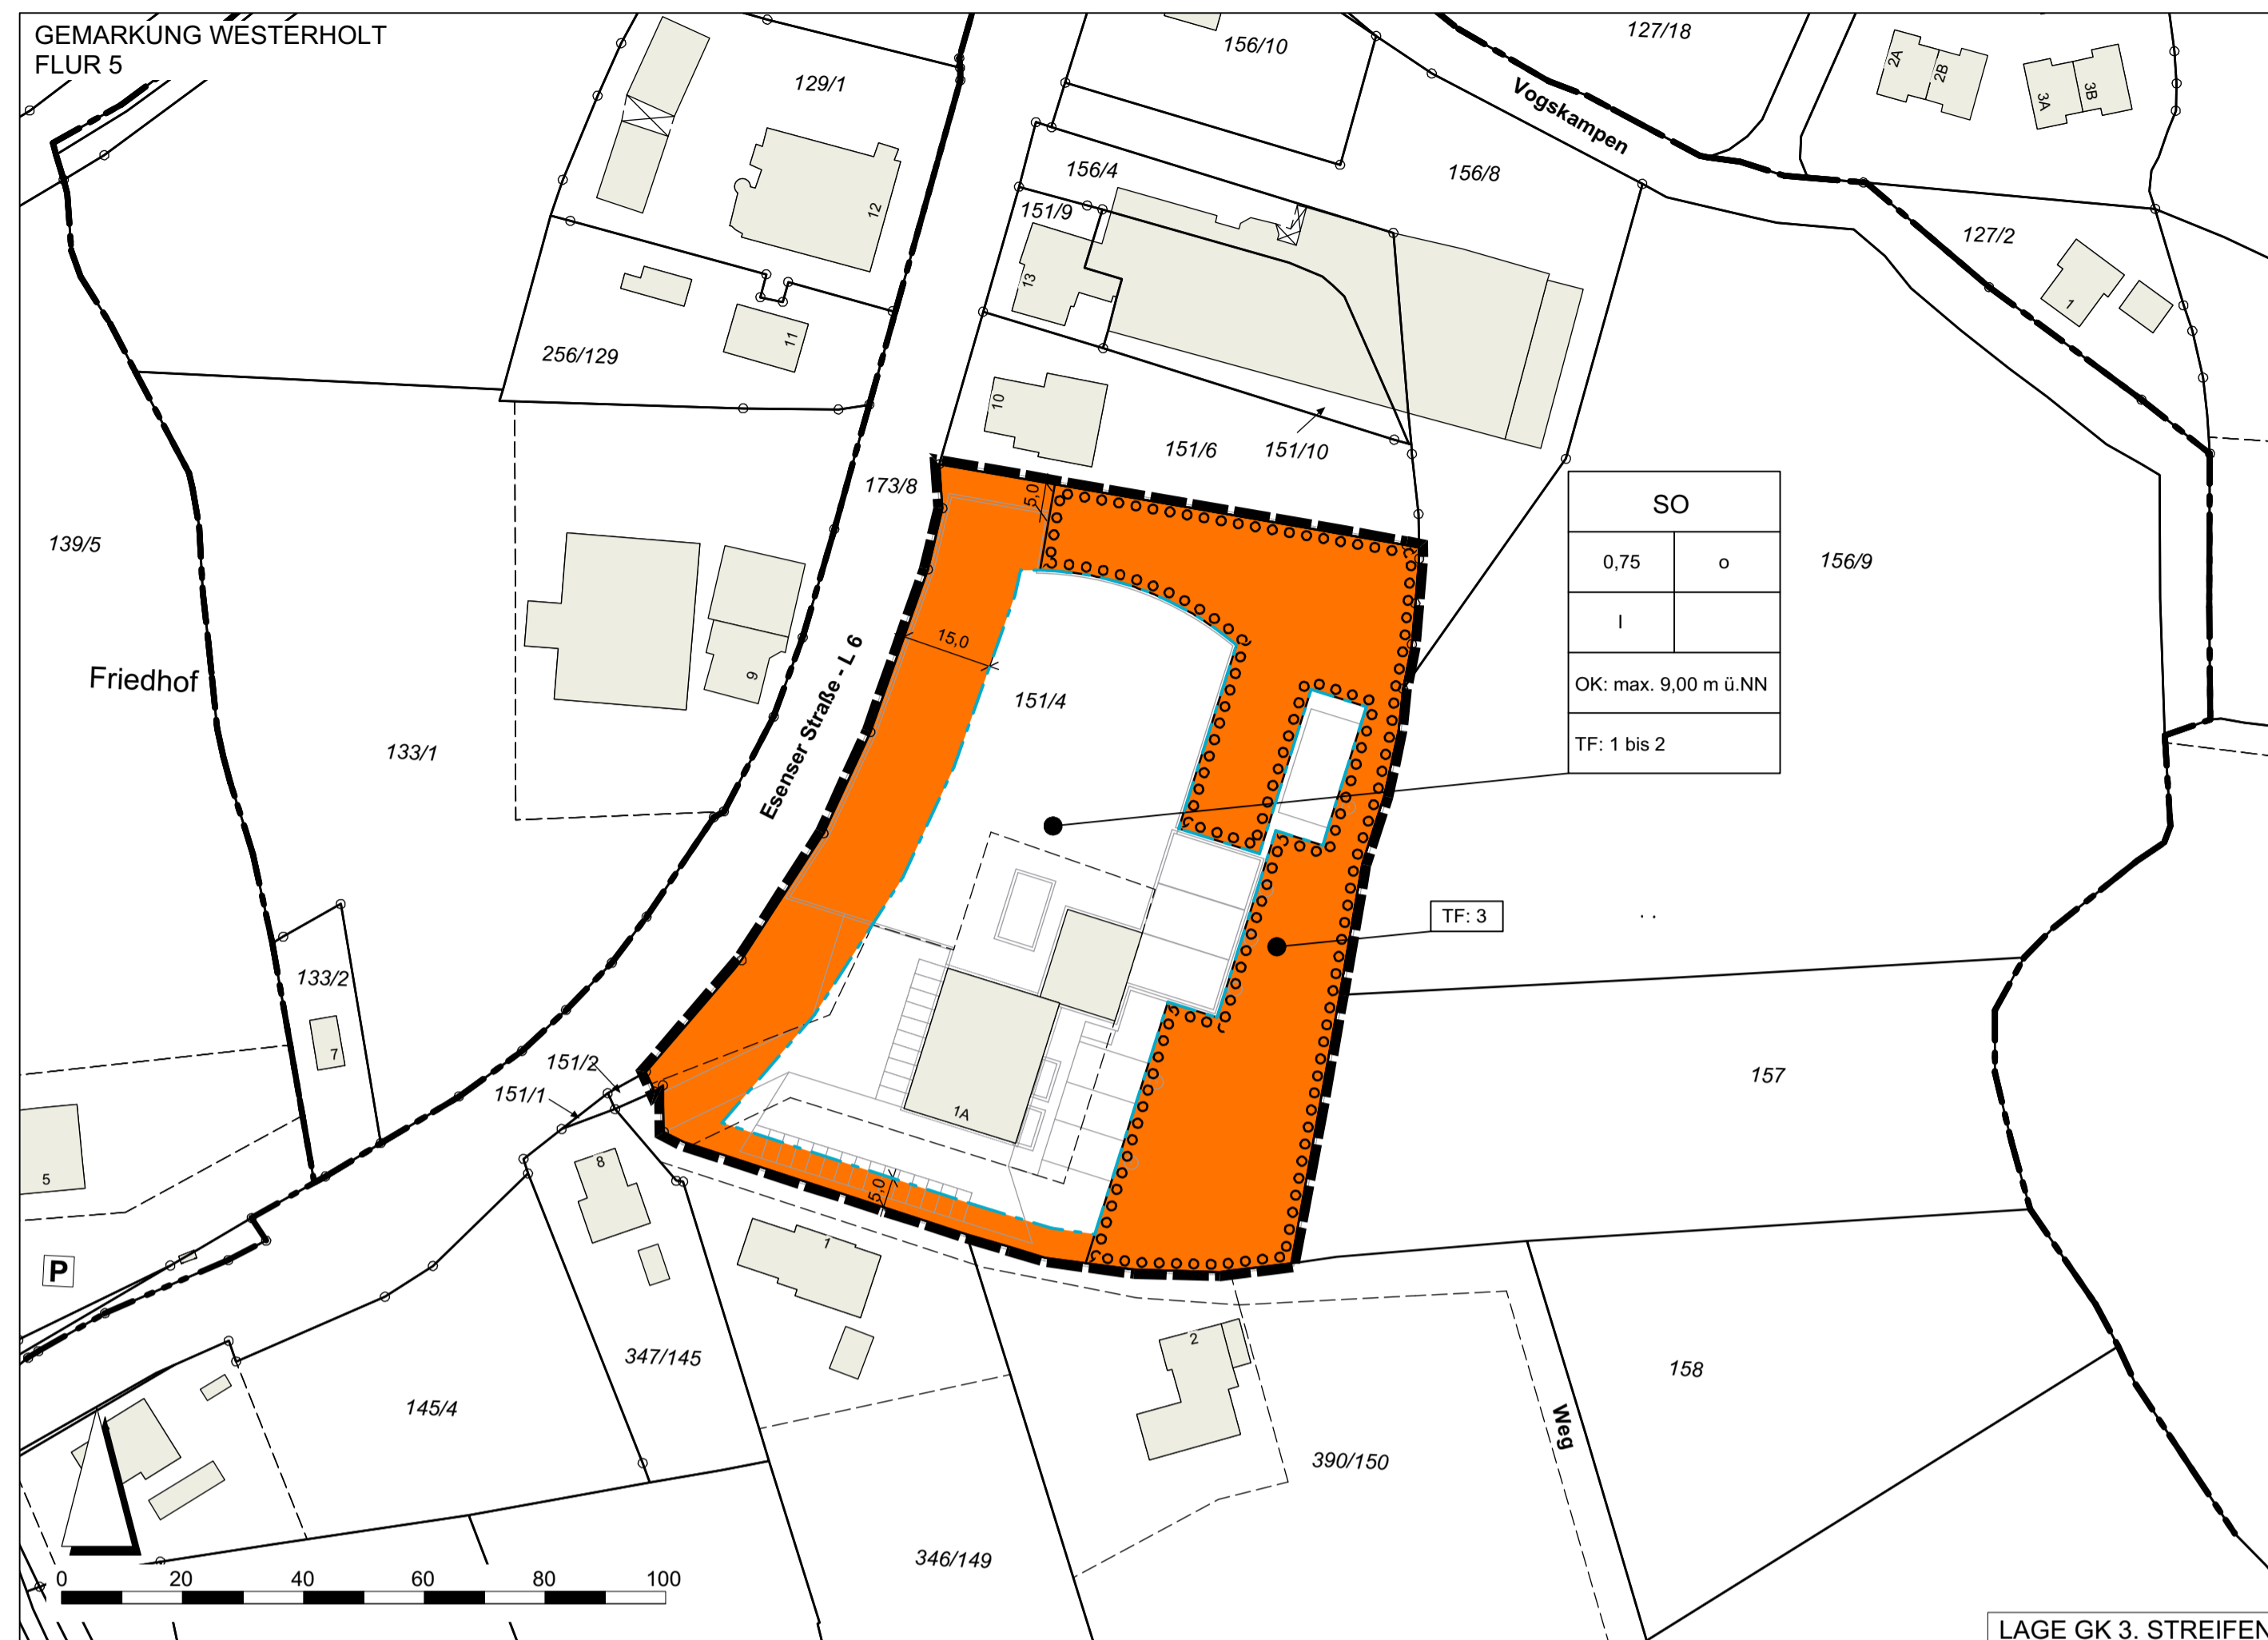 GEMARKUNG WESTERHOLT
FLUR 5
129/1
156/10
127/18
2A
2B
3A
3B
Vogskampen
156/4
156/8
12
151/9
127/2
13
1
11
256/129
10
151/6
151/10
173/8
5,0
SO
0,75
o
I
OK: max. 9,00 m ü.NN
TF: 1 bis 2
139/5
156/9
15,0
Friedhof
9
Esenser Straße - L 6
151/4
133/1
TF: 3
133/2
7
151/2
151/1
157
1A
5
8
5,0
1
P
2
347/145
158
145/4
Weg
390/150
346/149
0 20 40 60 80 100
LAGE GK 3. STREIFEN